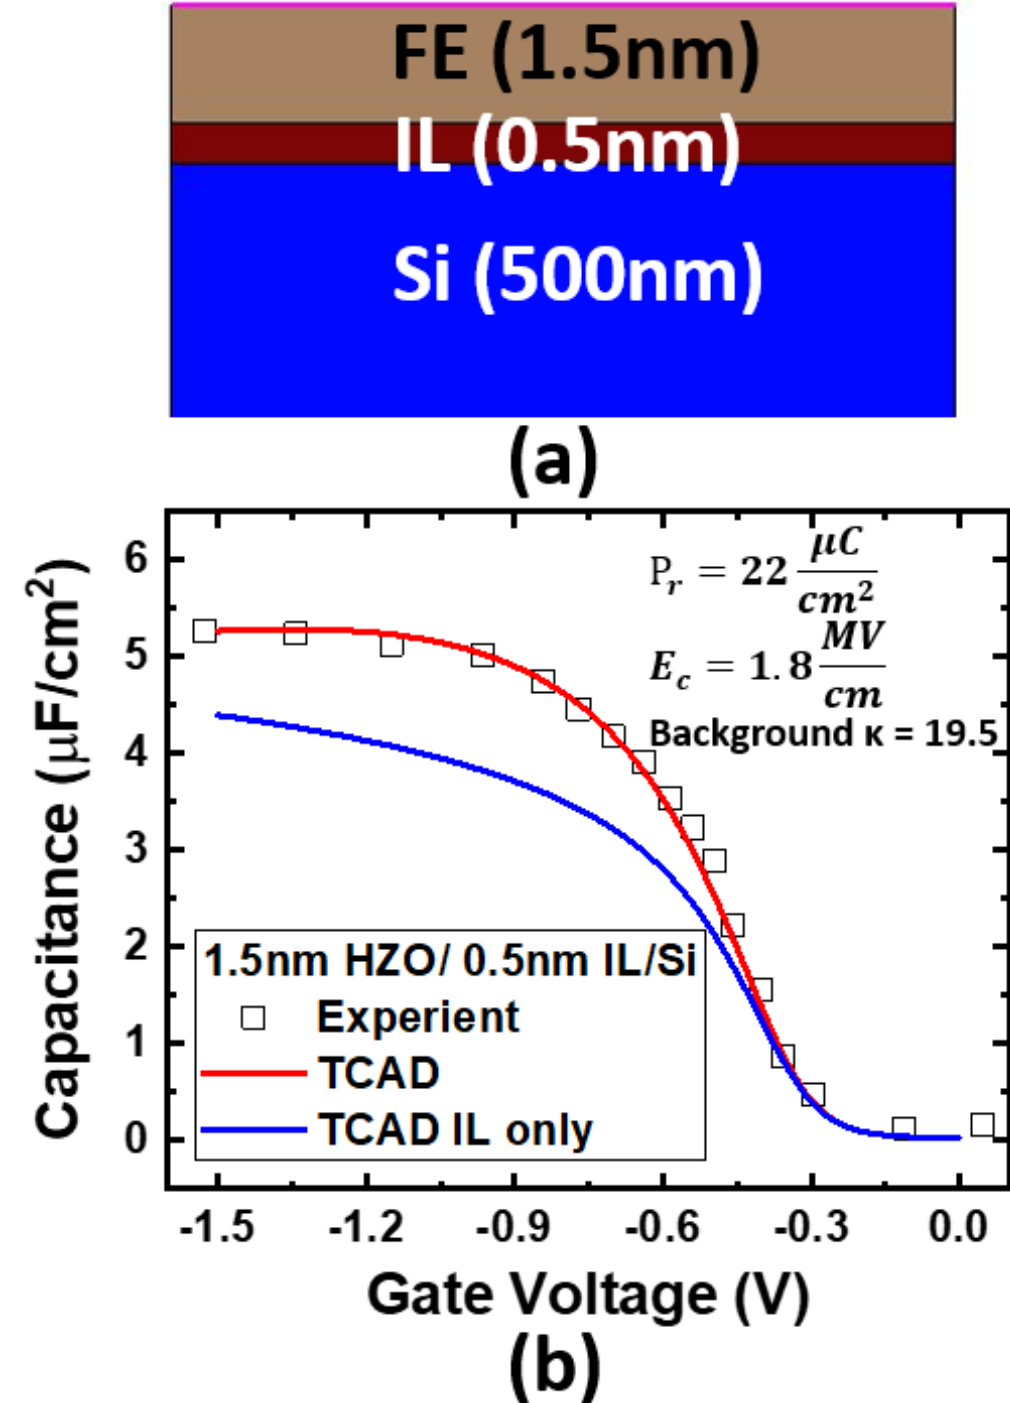 FE (1.5nm)
IL (0.5nm)
Si (500nm)
(a)
Capacitance (μF/cm²)
6
5
4
3
2
1
0
P_r = 22 μC/cm²
E_c = 1.8 MV/cm
Background κ = 19.5
1.5nm HZO/ 0.5nm IL/Si
Experient
TCAD
TCAD IL only
-1.5 -1.2 -0.9 -0.6 -0.3 0.0
Gate Voltage (V)
(b)